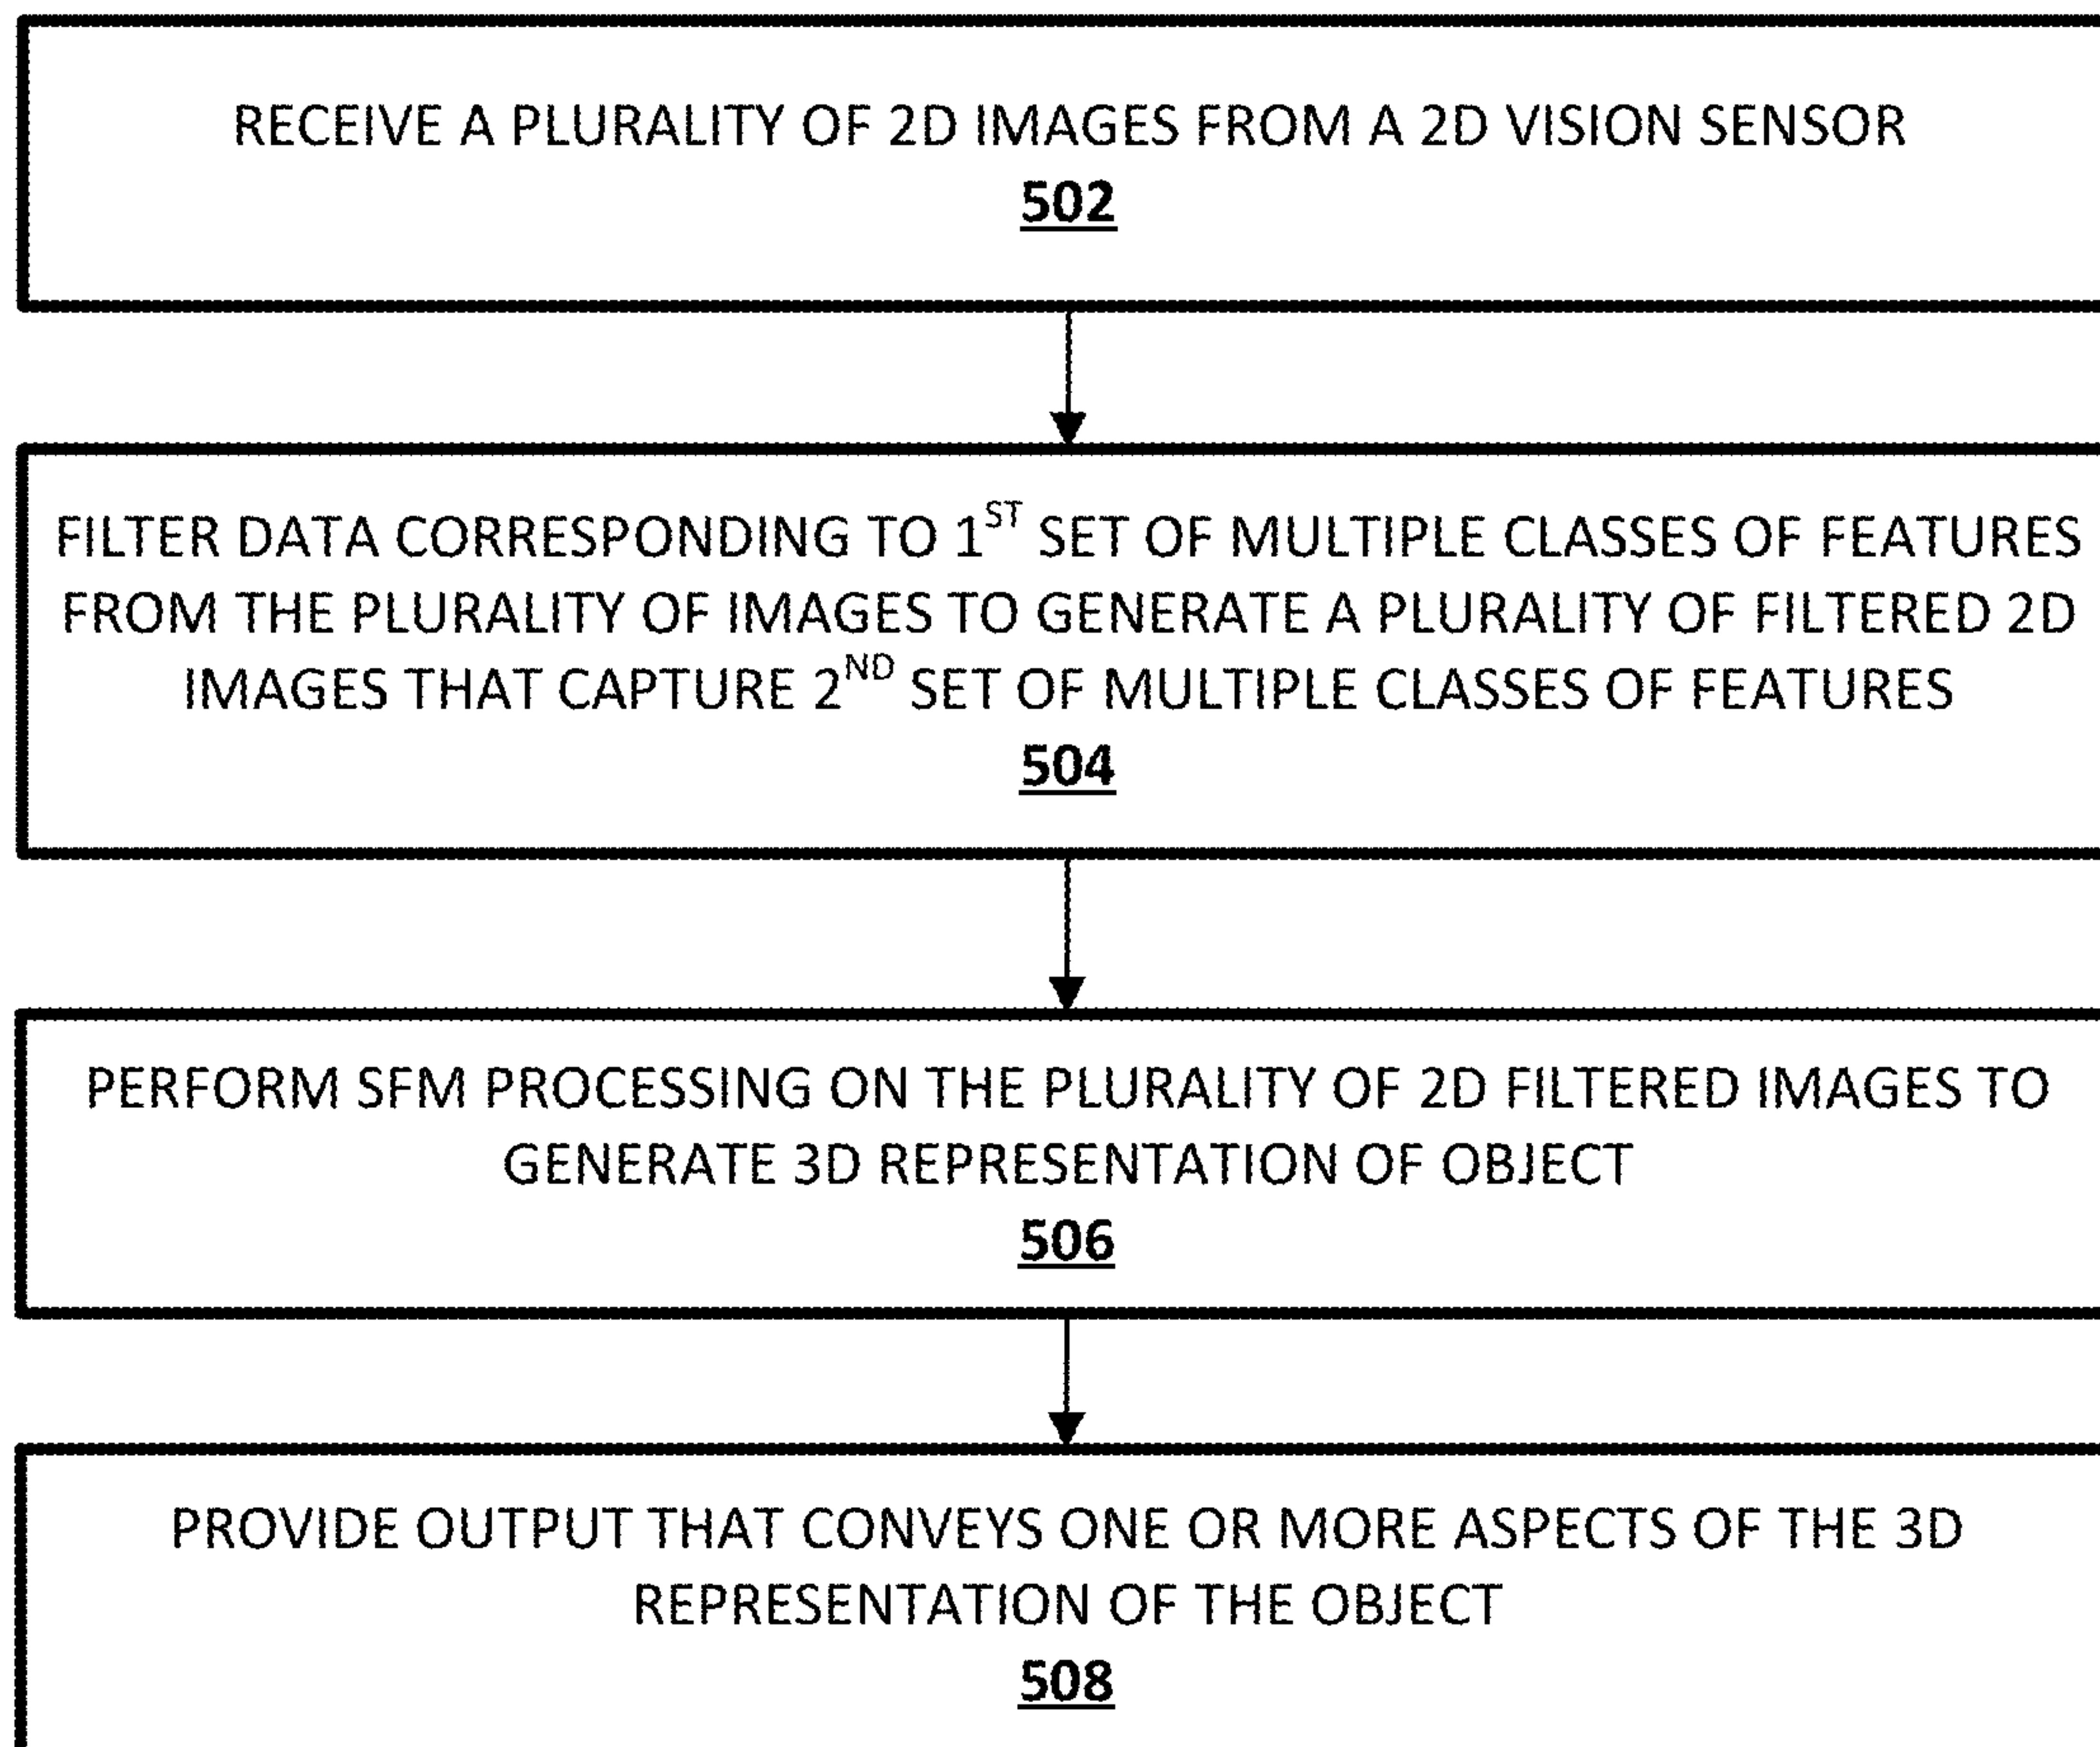 RECEIVE A PLURALITY OF 2D IMAGES FROM A 2D VISION SENSOR
502
FILTER DATA CORRESPONDING TO 1ST SET OF MULTIPLE CLASSES OF FEATURES
FROM THE PLURALITY OF IMAGES TO GENERATE A PLURALITY OF FILTERED 2D
IMAGES THAT CAPTURE 2ND SET OF MULTIPLE CLASSES OF FEATURES
504
PERFORM SFM PROCESSING ON THE PLURALITY OF 2D FILTERED IMAGES TO
GENERATE 3D REPRESENTATION OF OBJECT
506
PROVIDE OUTPUT THAT CONVEYS ONE OR MORE ASPECTS OF THE 3D
REPRESENTATION OF THE OBJECT
508